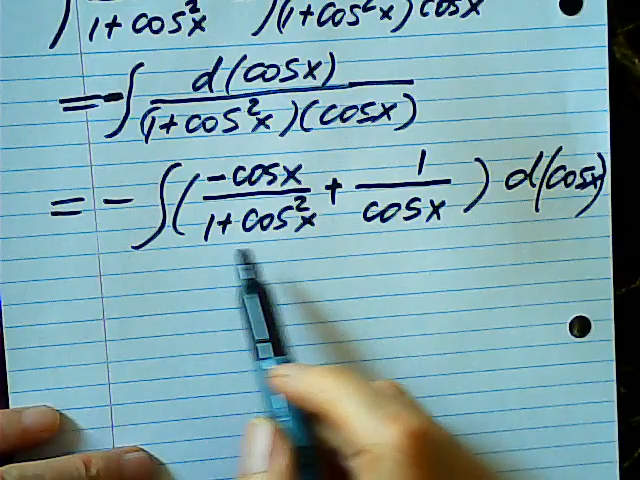 ∫ 1+cos²x ∫ (1+cos²x) cosx
= -∫ d(cosx) / (1+cos²x)(cosx)
= -∫ ( -cosx / 1+cos²x + 1 / cosx ) d(cosx)